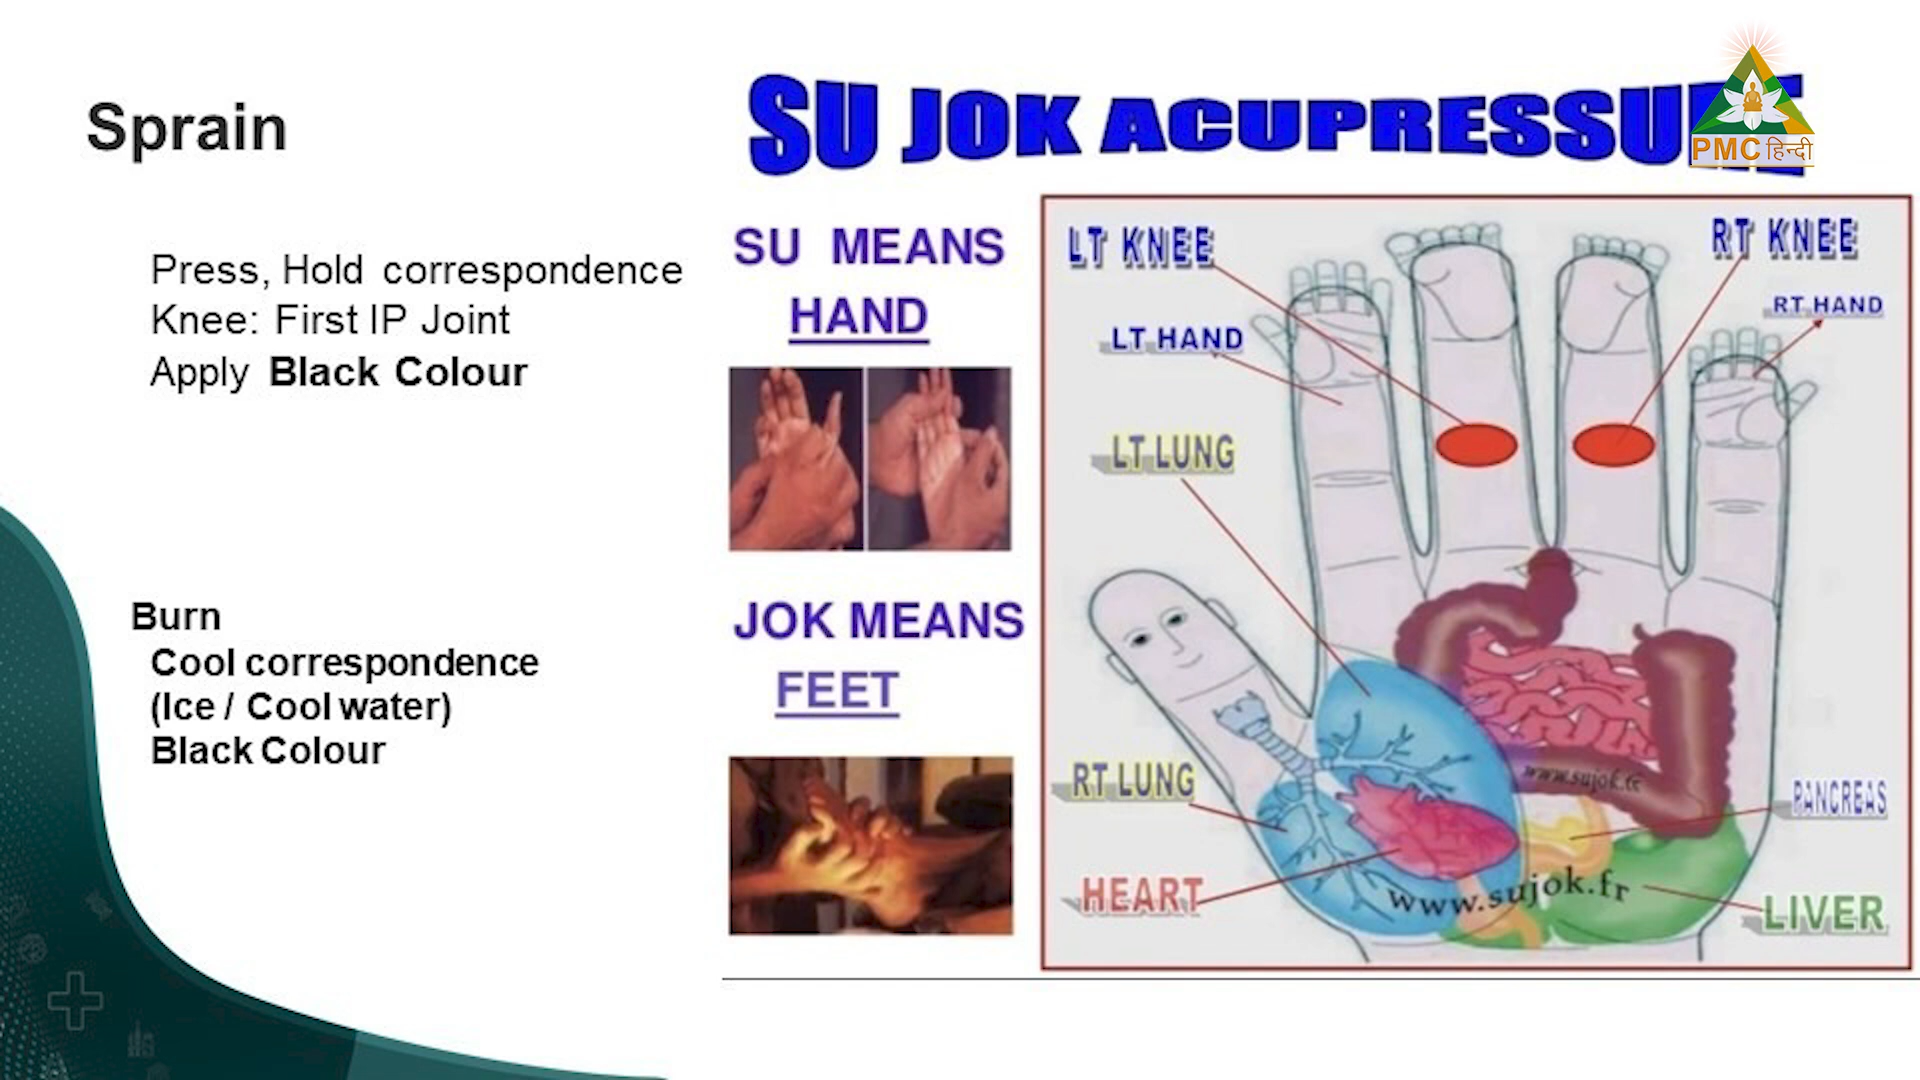 Sprain
Press, Hold correspondence
Knee: First IP Joint
Apply Black Colour
Burn
Cool correspondence
(Ice / Cool water)
Black Colour
SU JOK ACUPRESSURE
PMC हिन्दी
SU MEANS
HAND
JOK MEANS
FEET
LT KNEE
RT KNEE
RT HAND
LT HAND
LT LUNG
www.sujok.fr
RT LUNG
PANCREAS
HEART
www.sujok.fr
LIVER